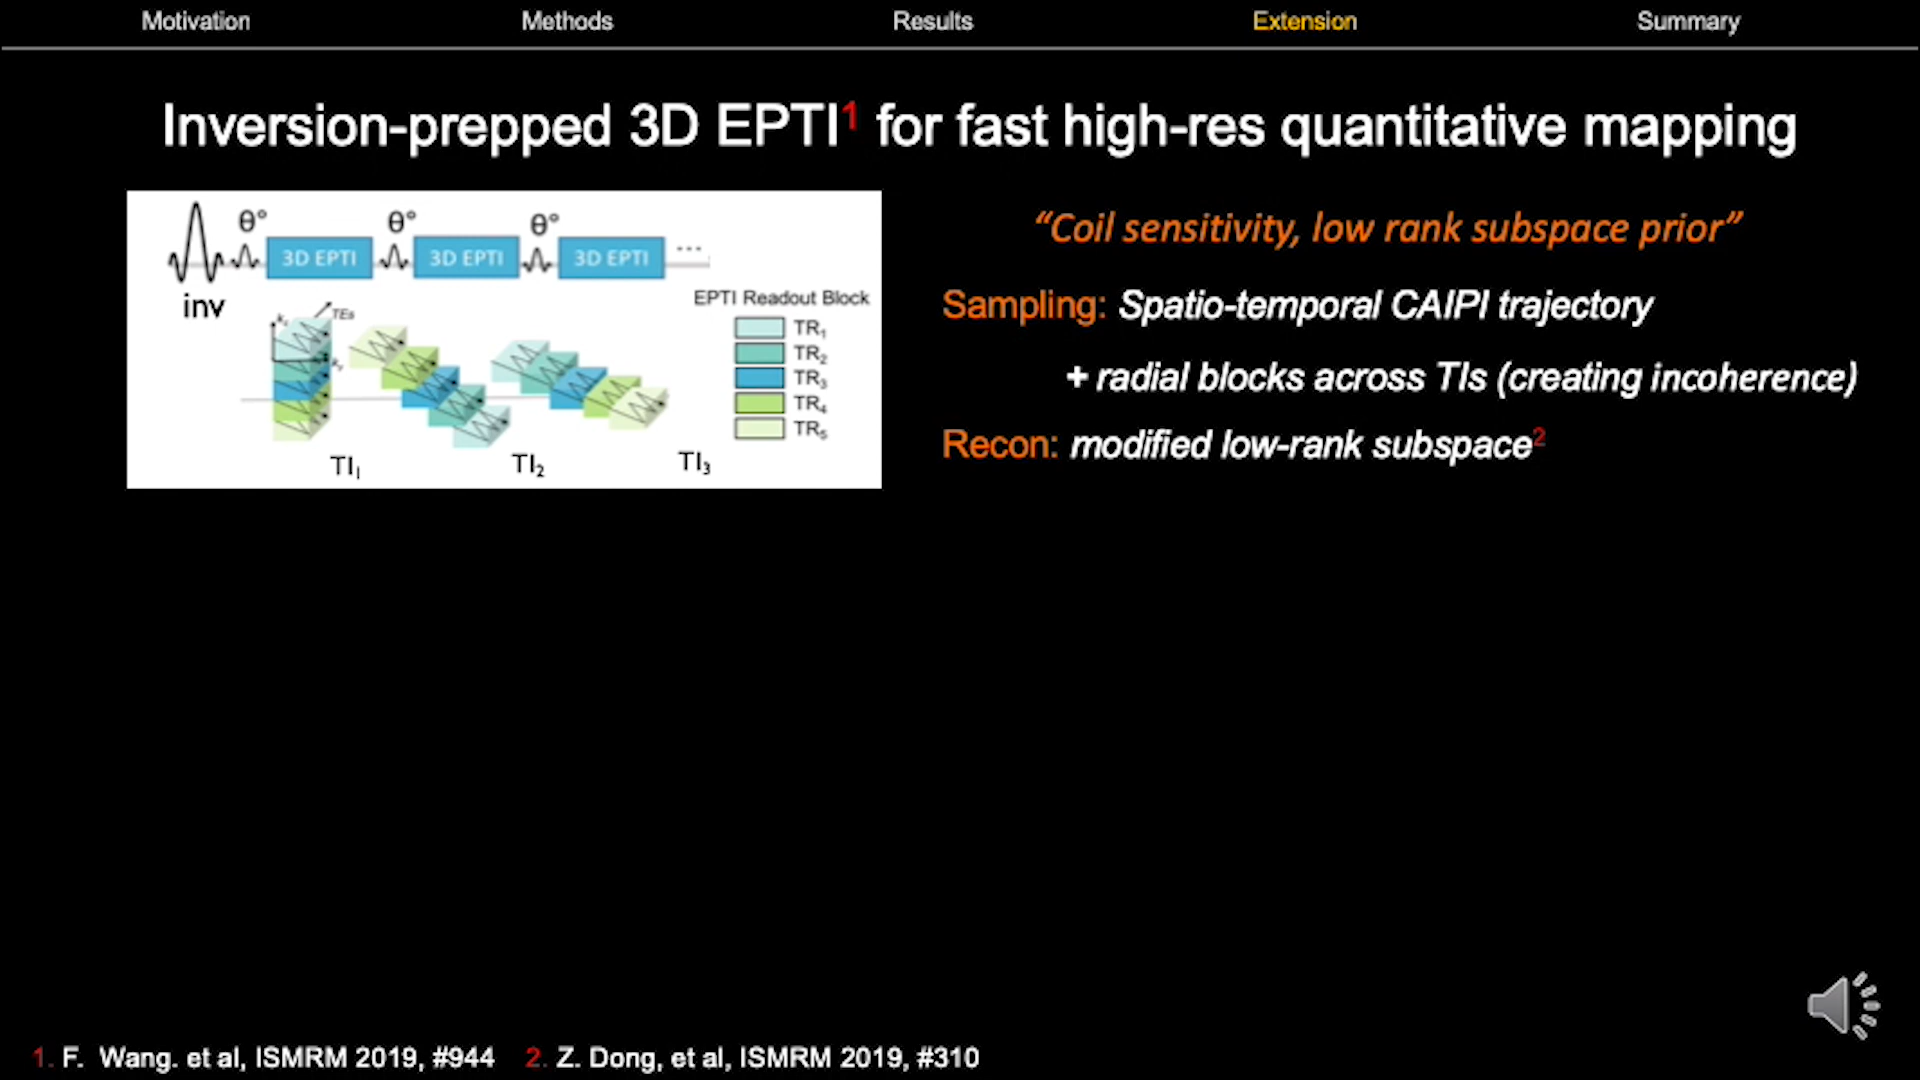 Motivation Methods Results Extension Summary
Inversion-prepped 3D EPTI1 for fast high-res quantitative mapping
θ° θ° θ°
3D EPTI 3D EPTI 3D EPTI ...
inv
EPTI Readout Block
TEs
TR1
TR2
TR3
TR4
TR5
TI1 TI2 TI3
“Coil sensitivity, low rank subspace prior”
Sampling: Spatio-temporal CAIPI trajectory
+ radial blocks across TIs (creating incoherence)
Recon: modified low-rank subspace2
1. F. Wang. et al, ISMRM 2019, #944 2. Z. Dong, et al, ISMRM 2019, #310